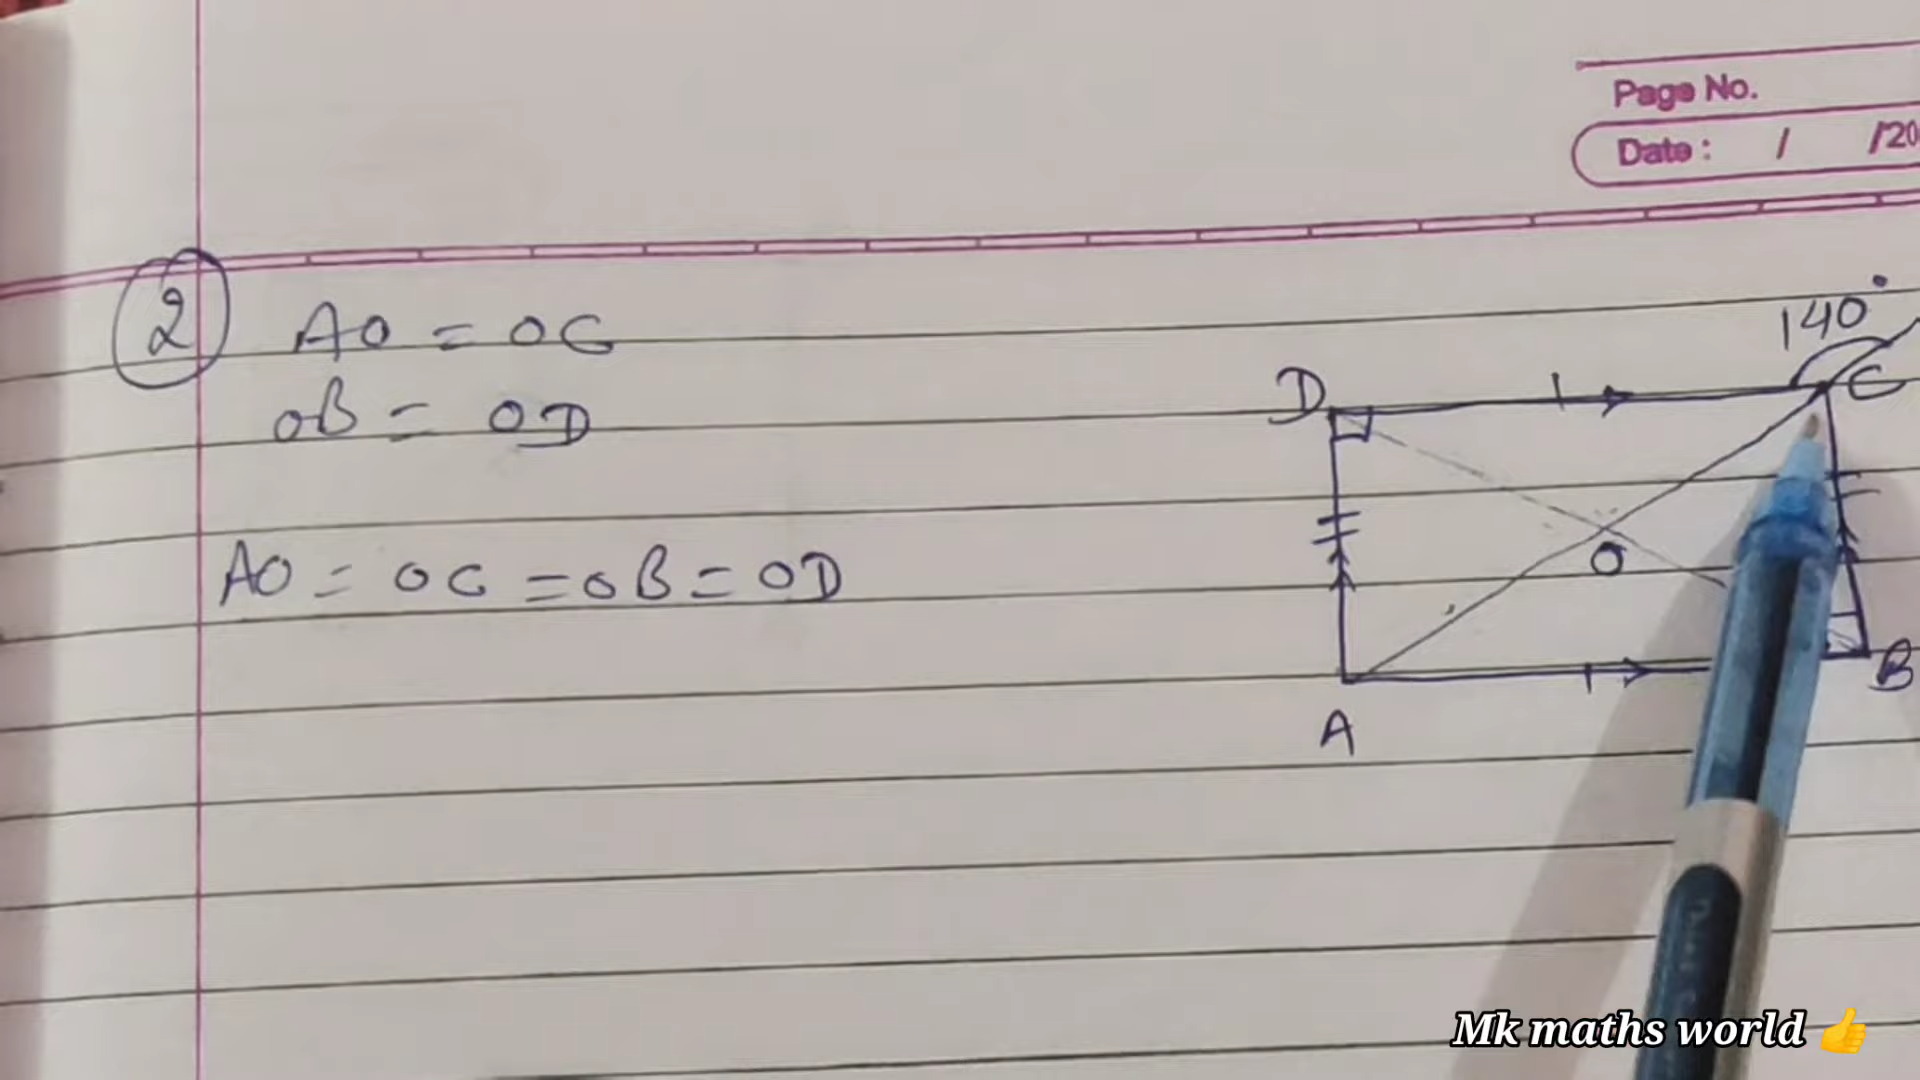 Page No.
Date : / /20
2 AO = OC
OB = OD
AO = OC = OB = OD
140°
D C
O
A B
Mk maths world 👍